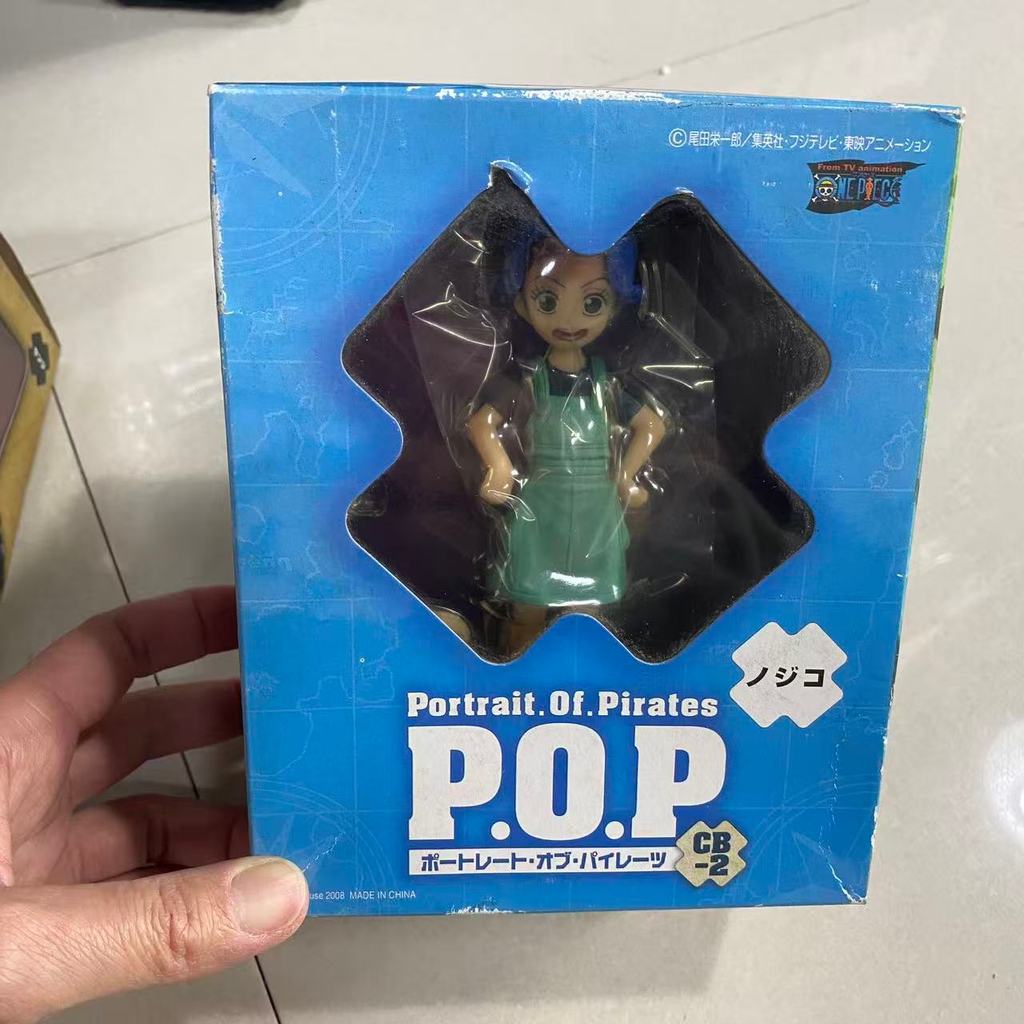 ©尾田栄一郎/集英社・フジテレビ・東映アニメーション
From TV animation
ONE PIECE
ノジコ
Portrait.Of.Pirates
P.O.P
ポートレート・オブ・パイレーツ
CB
-2
use 2008 MADE IN CHINA